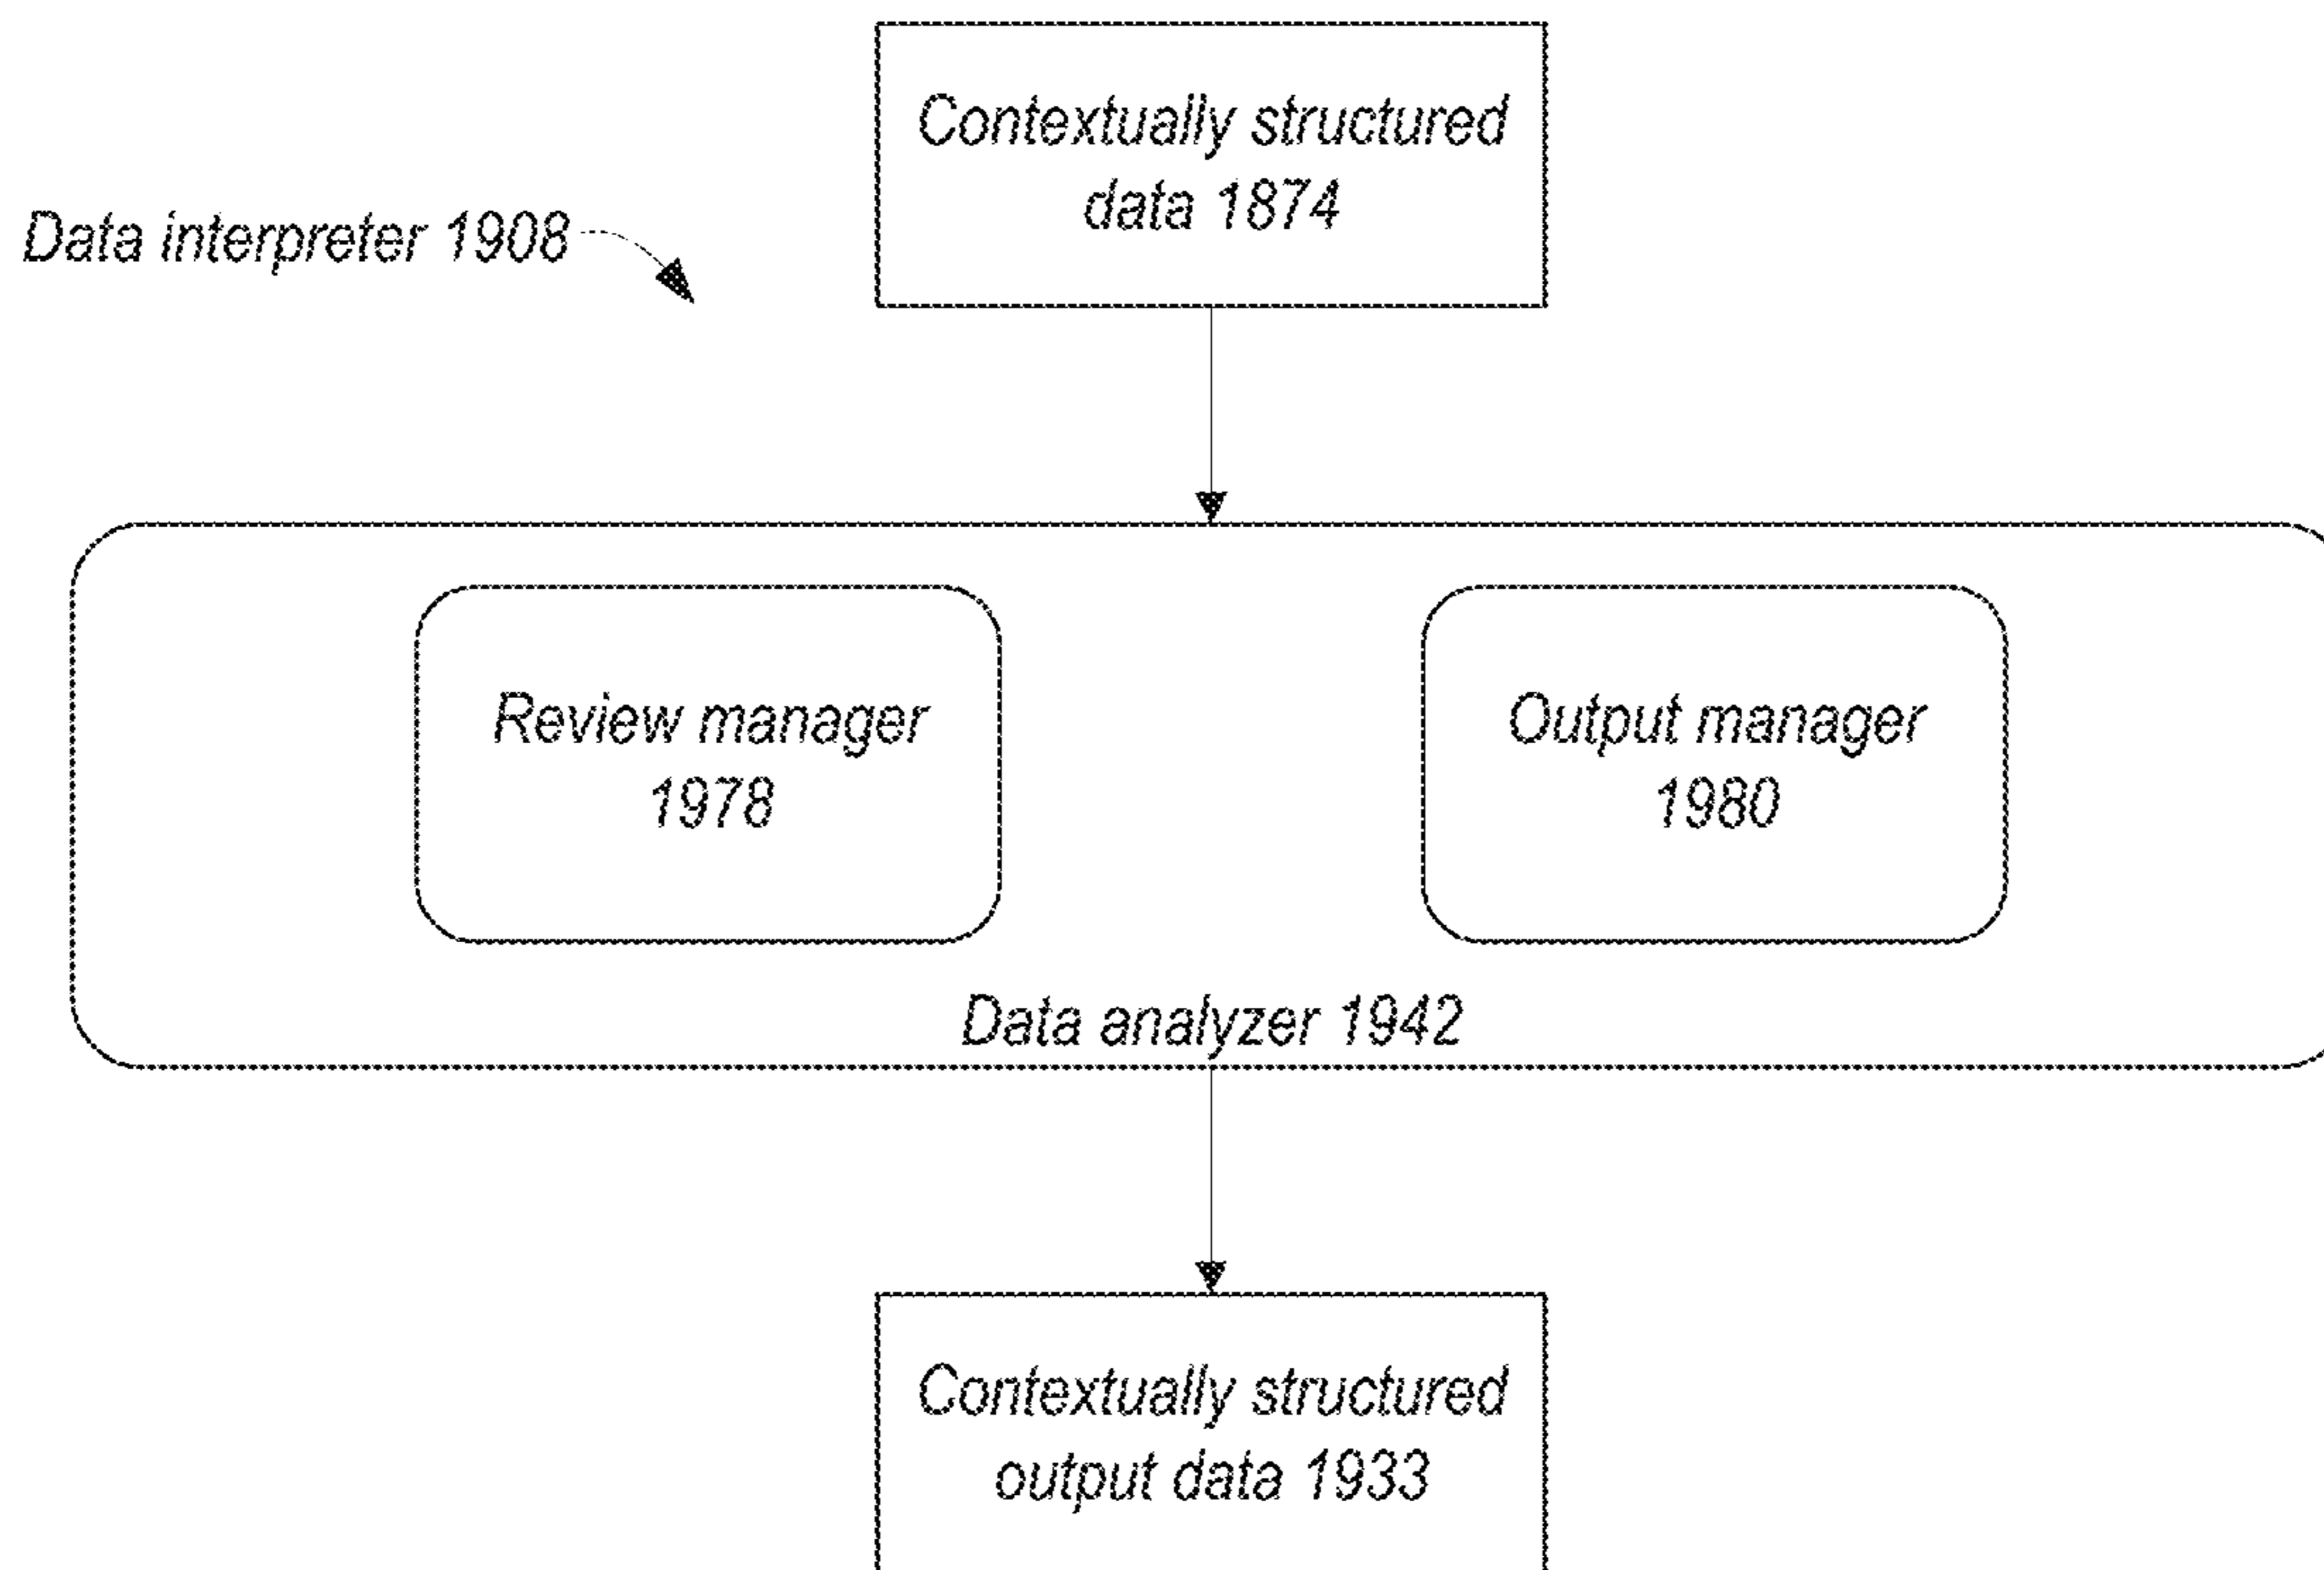 Contextually structured
data 1874
Data interpreter 1908
Review manager
1978
Output manager
1980
Data analyzer 1942
Contextually structured
output data 1933